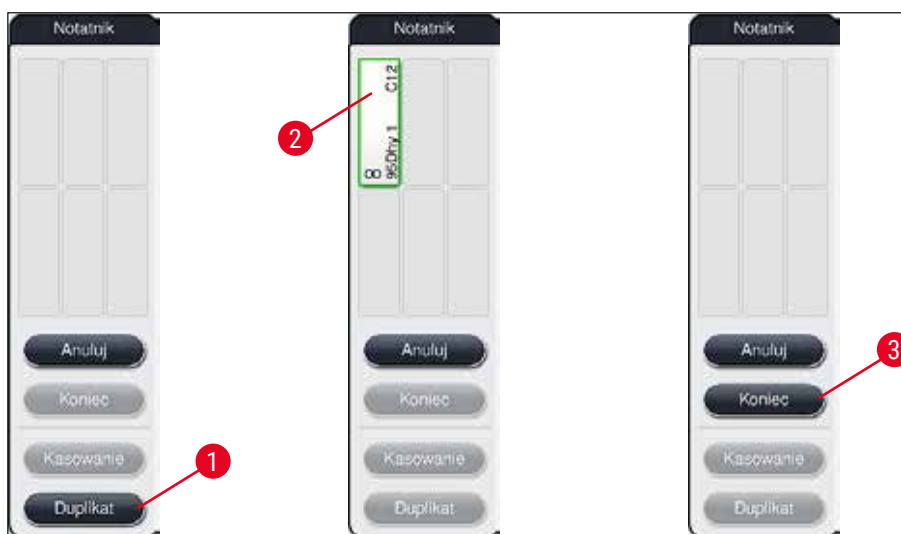 Notatnik
Anuluj
Koniec
Kasowanie
Duplikat
1
Notatnik
C12
95Dhy 1
8
2
Anuluj
Koniec
Kasowanie
Duplikat
Notatnik
Anuluj
Koniec
3
Kasowanie
Duplikat